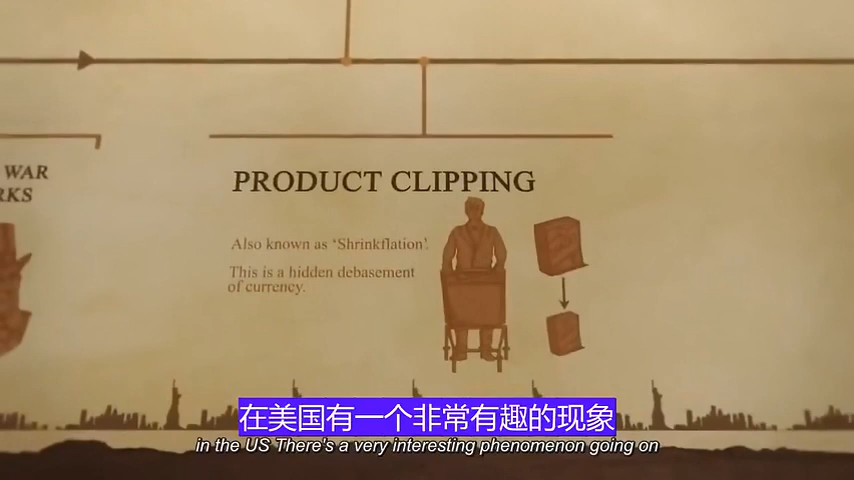 WAR
RKS
PRODUCT CLIPPING
Also known as ‘Shrinkflation’.
This is a hidden debasement
of currency.
在美国有一个非常有趣的现象
in the US There's a very interesting phenomenon going on